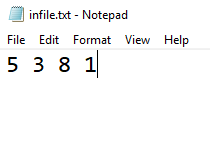 infile.txt - Notepad
File Edit Format View Help
5 3 8 1